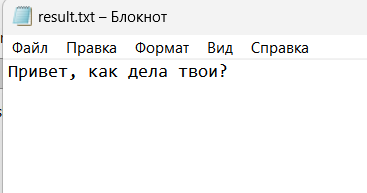 result.txt – Блокнот
Файл Правка Формат Вид Справка
Привет, как дела твои?